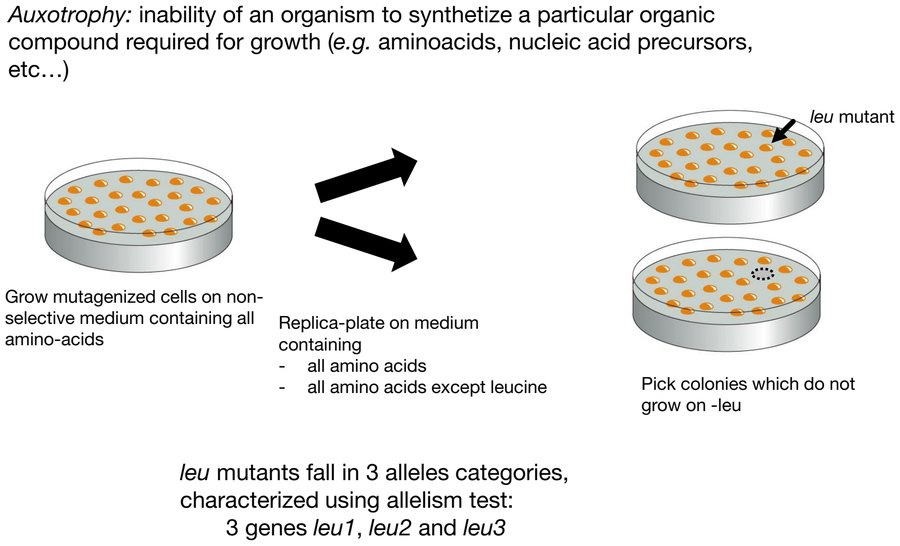 Auxotrophy: inability of an organism to synthetize a particular organic
compound required for growth (e.g. aminoacids, nucleic acid precursors,
etc…)
leu mutant
Grow mutagenized cells on non-
selective medium containing all
amino-acids
Replica-plate on medium
containing
- all amino acids
- all amino acids except leucine
Pick colonies which do not
grow on -leu
leu mutants fall in 3 alleles categories,
characterized using allelism test:
3 genes leu1, leu2 and leu3